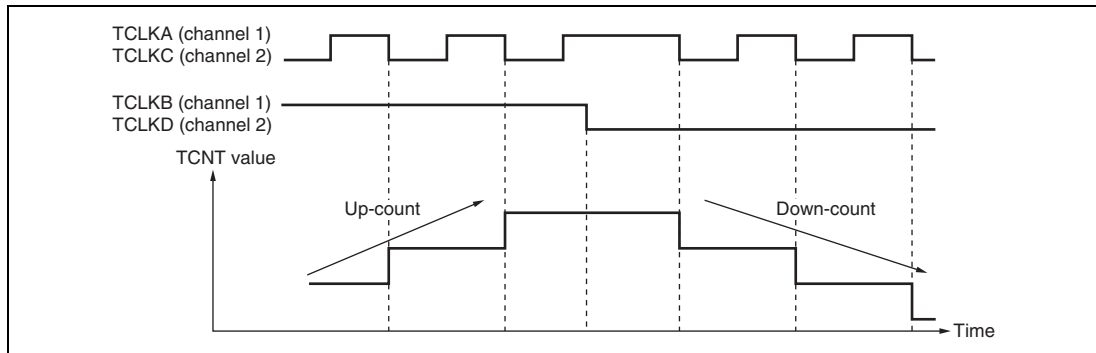 TCLKA (channel 1)
TCLKC (channel 2)
TCLKB (channel 1)
TCLKD (channel 2)
TCNT value
Up-count
Down-count
Time